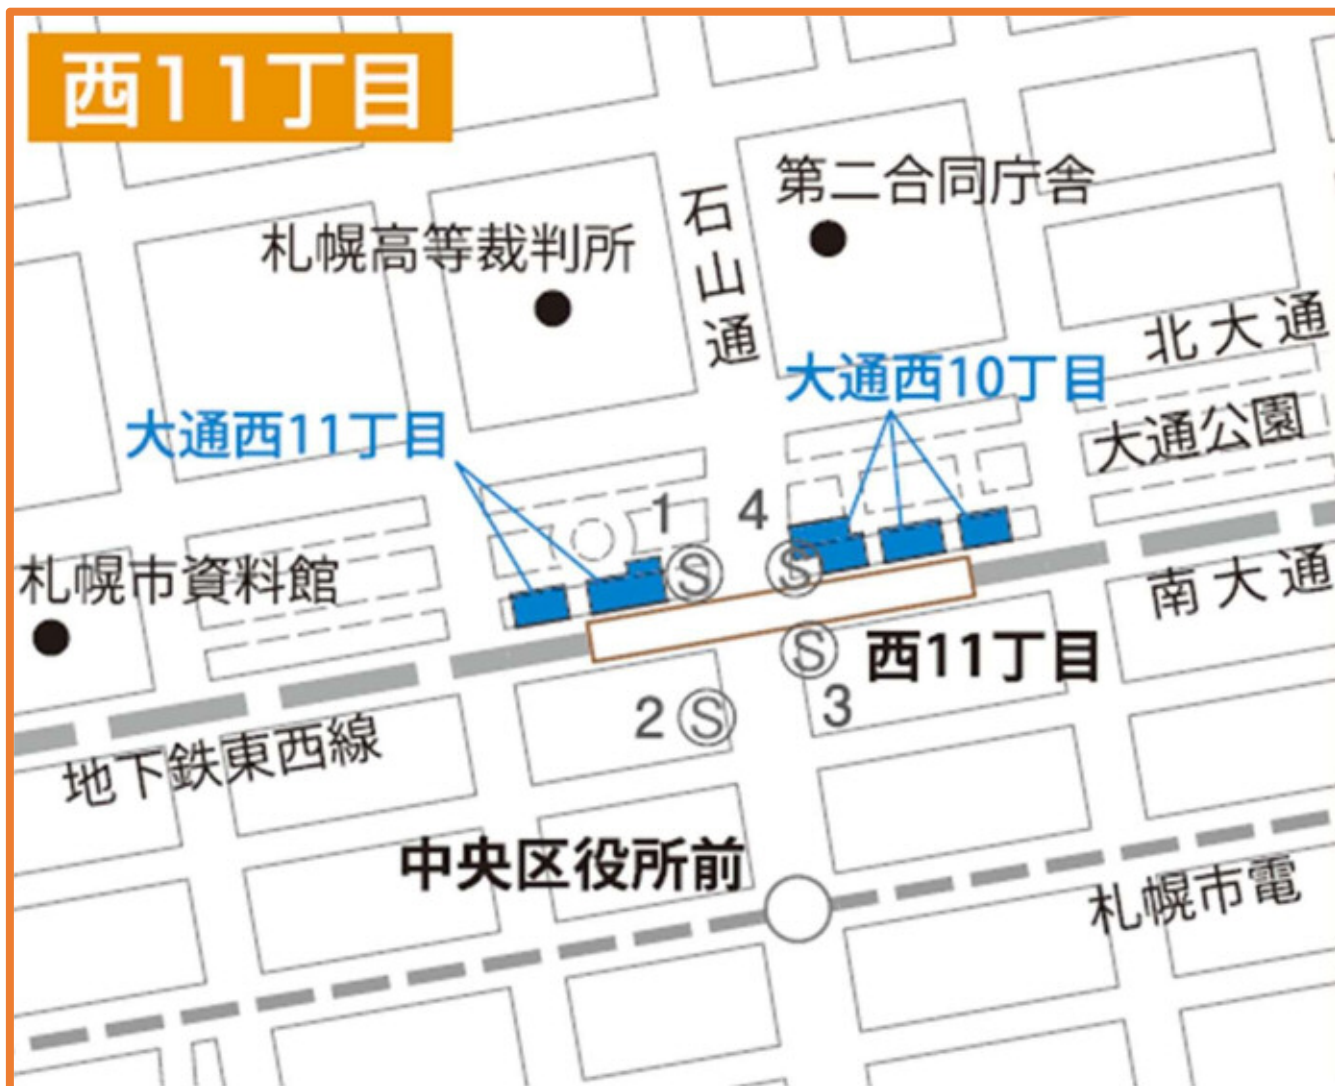 西11丁目
第二合同庁舎
石山通
札幌高等裁判所
北大通
大通西10丁目
大通西11丁目
大通公園
1
4
S
S
札幌市資料館
南大通
S
西11丁目
2
S
3
地下鉄東西線
中央区役所前
札幌市電